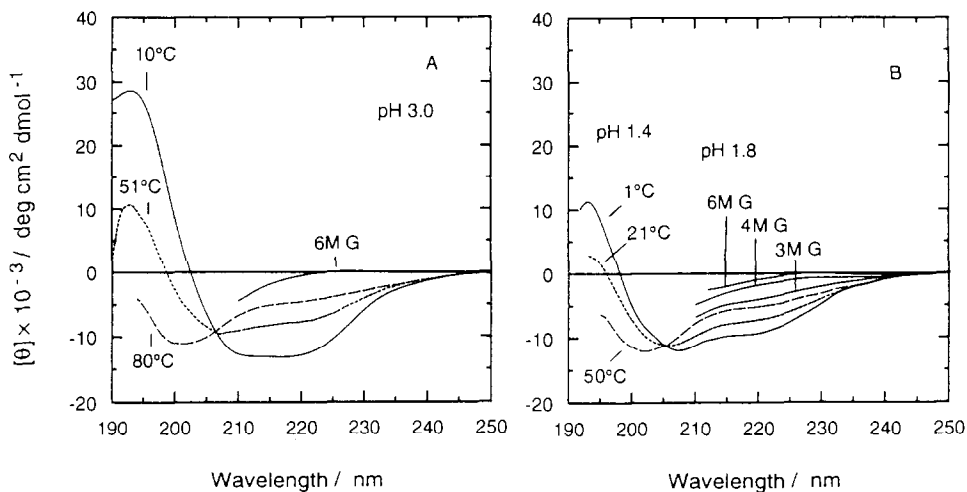 [θ] × 10⁻³ / deg cm² dmol⁻¹
40
30
20
10
0
-10
-20
10°C
51°C
80°C
6M G
A
pH 3.0
190 200 210 220 230 240 250
Wavelength / nm
40
30
20
10
0
-10
-20
B
pH 1.4
pH 1.8
1°C
21°C
50°C
6M G
4M G
3M G
190 200 210 220 230 240 250
Wavelength / nm